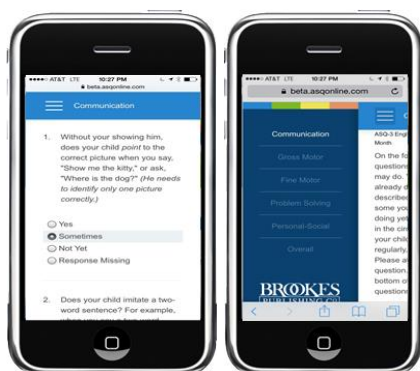 AT&T LTE 10:27 PM
beta.asqonline.com
Communication
1. Without your showing him,
does your child point to the
correct picture when you say,
"Show me the kitty," or ask,
"Where is the dog?" (He needs
to identify only one picture
correctly.)
Yes
Sometimes
Not Yet
Response Missing
2. Does your child imitate a two-
word sentence? For example,
AT&T LTE 10:27 PM
beta.asqonline.com
Communication
Gross Motor
Fine Motor
Problem Solving
Personal-Social
Overall
BROOKES
PUBLISHING CO
ASQ-3 Engl
Month
On the fo
questions
may do.
already d
describe
some you
doing yet
in the cir
your chil
regularly,
Please a
question.
bottom o
question